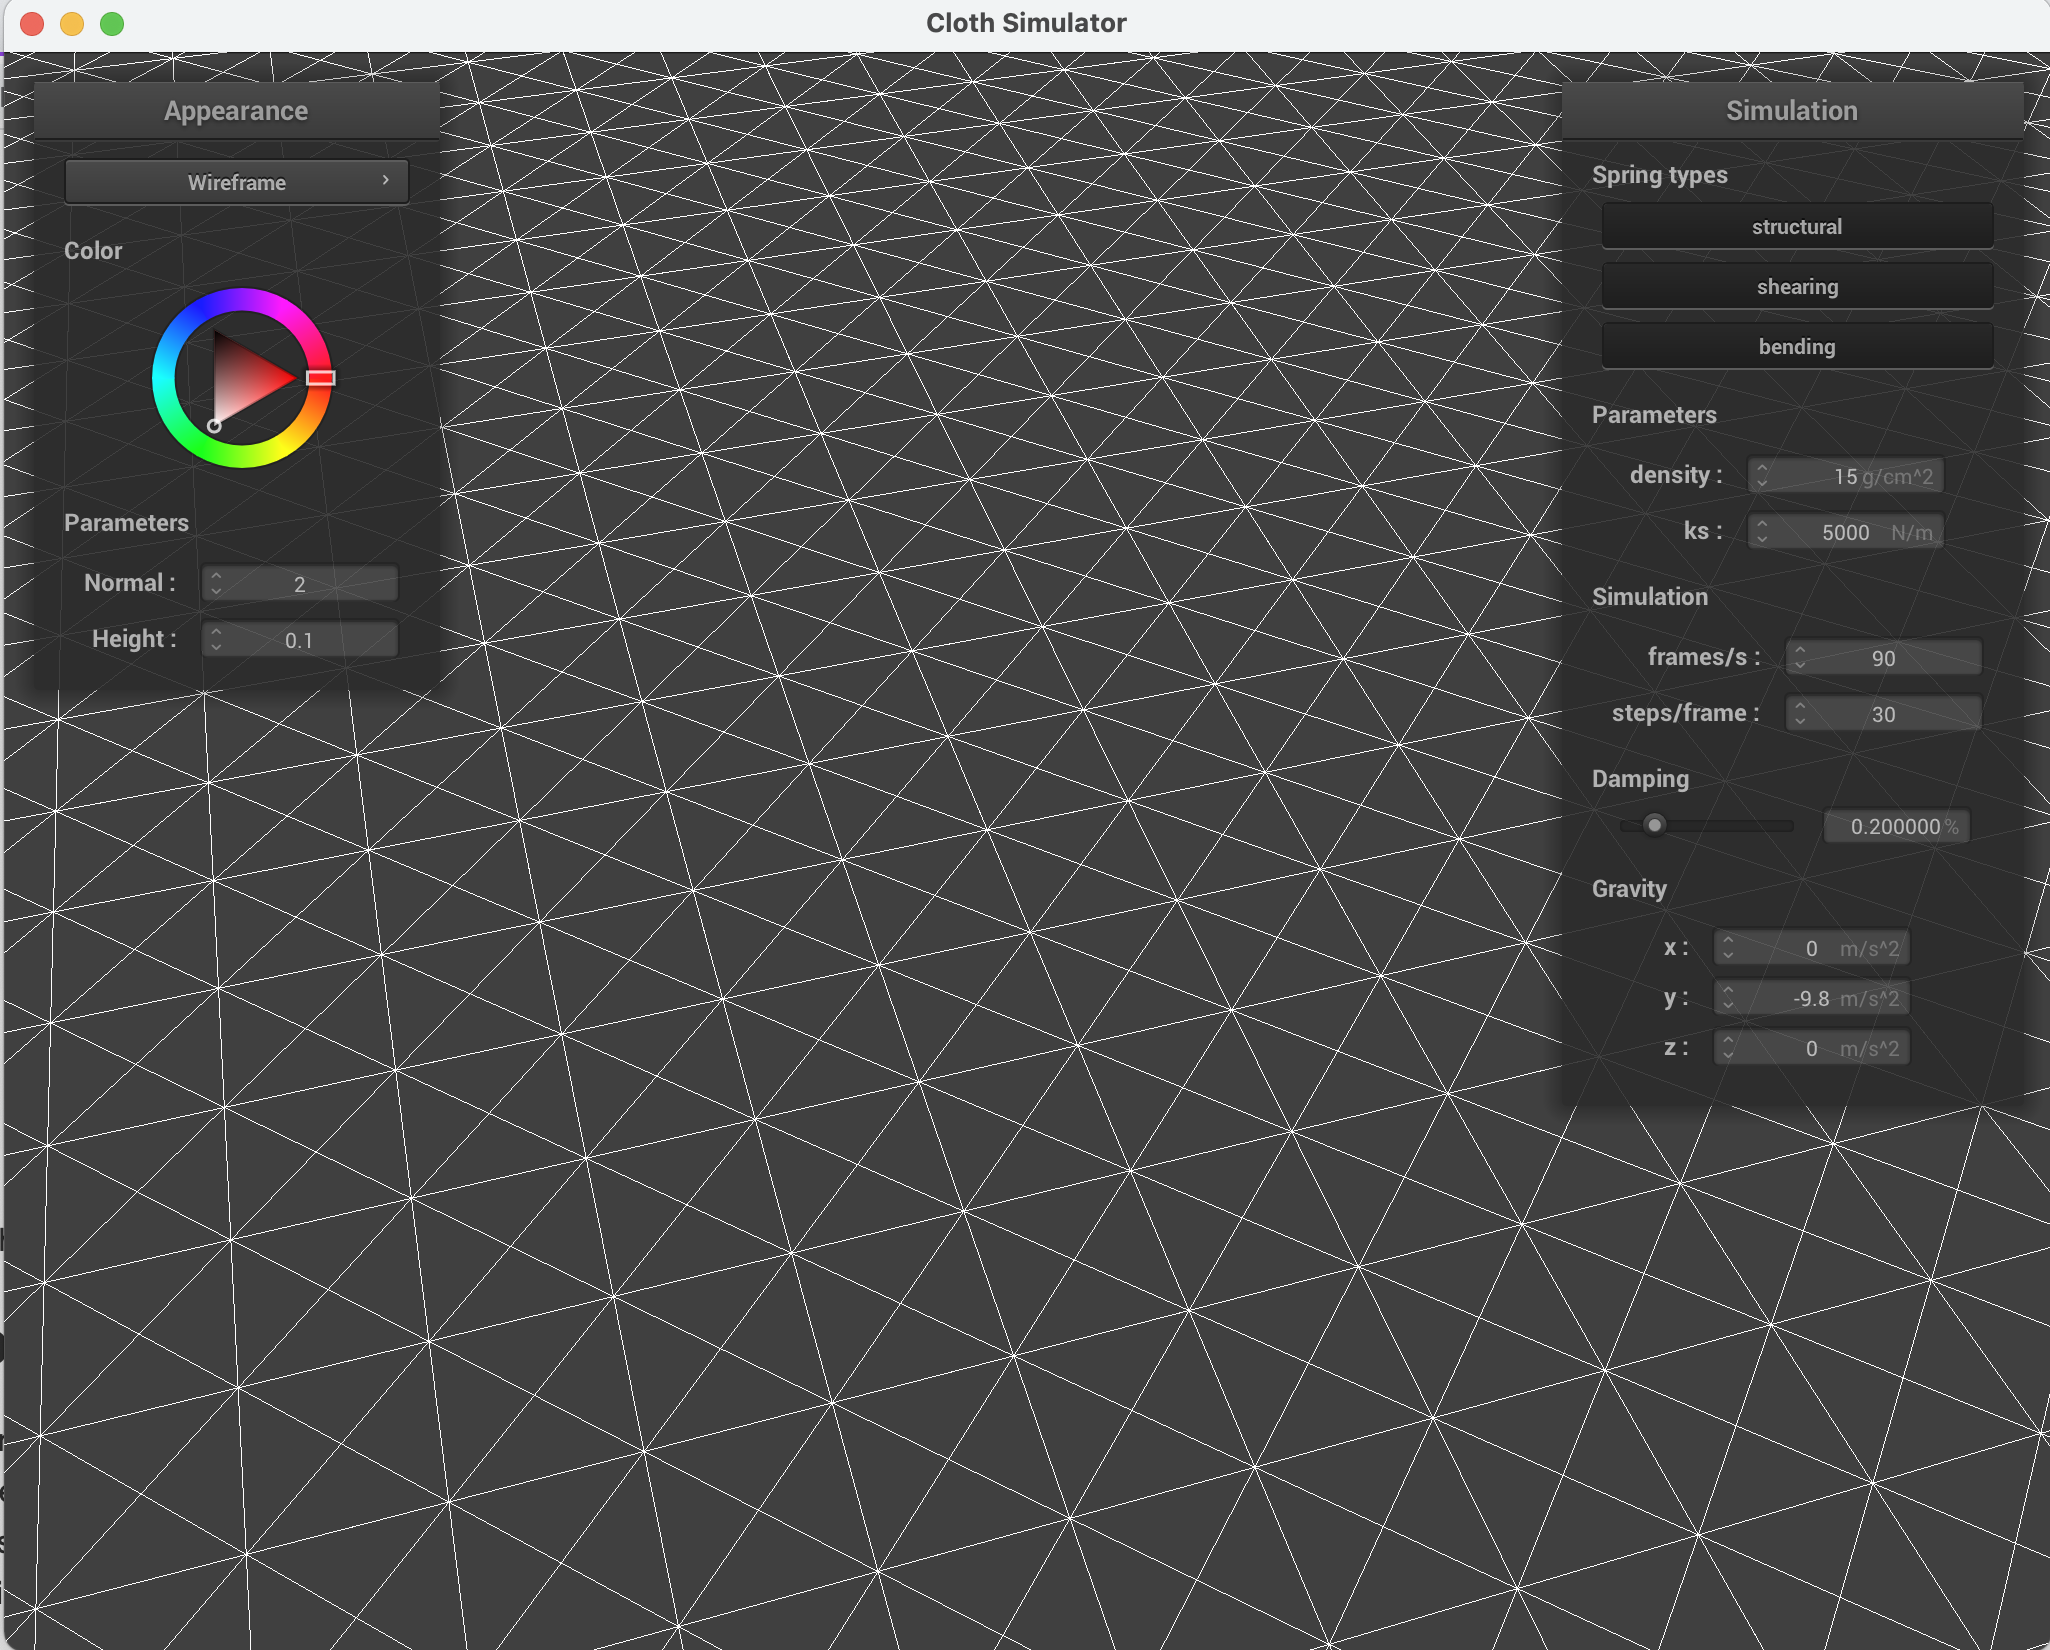 Cloth Simulator
Appearance
Wireframe
Color
Parameters
Normal : 2
Height : 0.1
Simulation
Spring types
structural
shearing
bending
Parameters
density : 15 g/cm^2
ks : 5000 N/m
Simulation
frames/s : 90
steps/frame : 30
Damping
0.200000 %
Gravity
x : 0 m/s^2
y : -9.8 m/s^2
z : 0 m/s^2